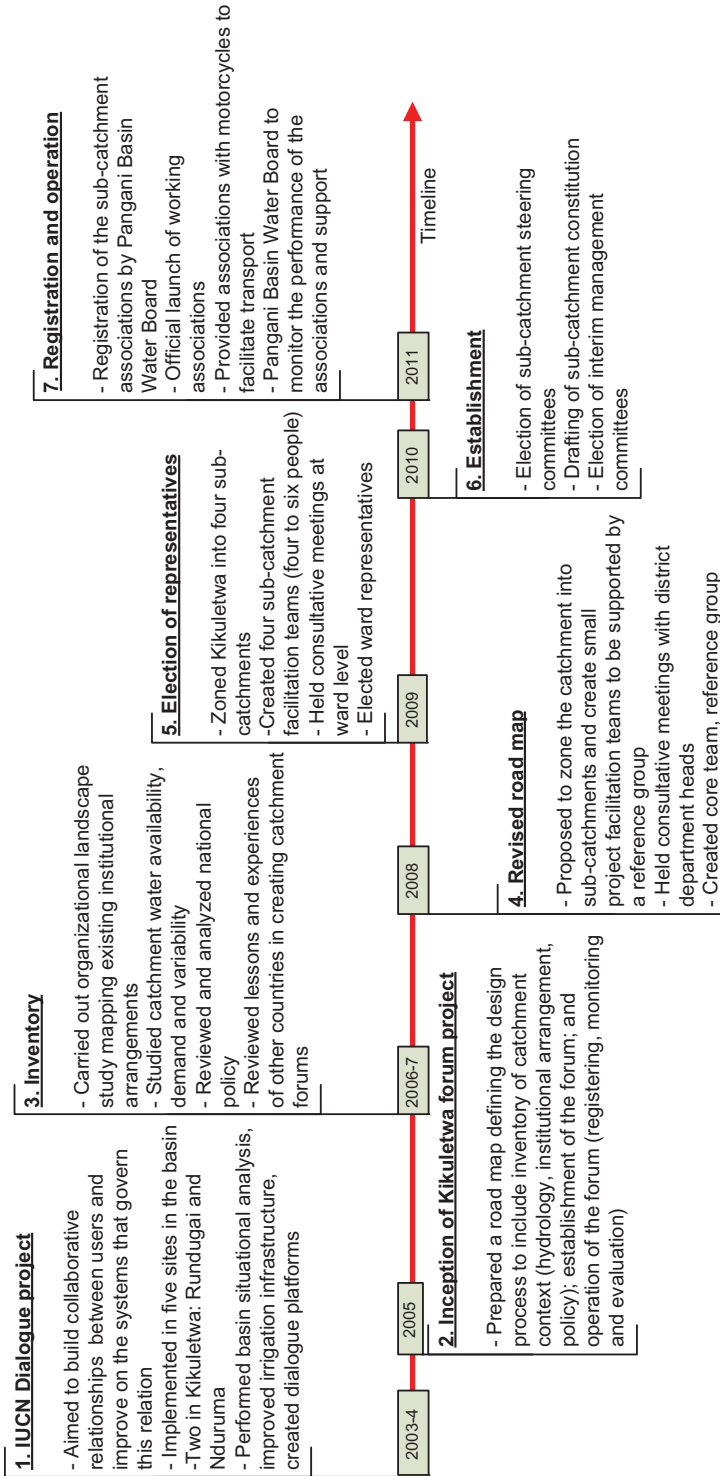 1. IUCN Dialogue project
- Aimed to build collaborative
relationships between users and
improve on the systems that govern
this relation
- Implemented in five sites in the basin
-Two in Kikuletwa: Rundugai and
Nduruma
- Performed basin situational analysis,
improved irrigation infrastructure,
created dialogue platforms
2003-4
2005
2. Inception of Kikuletwa forum project
- Prepared a road map defining the design
process to include inventory of catchment
context (hydrology, institutional arrangement,
policy); establishment of the forum; and
operation of the forum (registering, monitoring
and evaluation)
3. Inventory
- Carried out organizational landscape
study mapping existing institutional
arrangements
- Studied catchment water availability,
demand and variability
- Reviewed and analyzed national
policy
- Reviewed lessons and experiences
of other countries in creating catchment
forums
2006-7
2008
4. Revised road map
- Proposed to zone the catchment into
sub-catchments and create small
project facilitation teams to be supported by
a reference group
- Held consultative meetings with district
department heads
- Created core team, reference group
5. Election of representatives
- Zoned Kikuletwa into four sub-
catchments
-Created four sub-catchment
facilitation teams (four to six people)
- Held consultative meetings at
ward level
- Elected ward representatives
2009
2010
6. Establishment
- Election of sub-catchment steering
committees
- Drafting of sub-catchment constitution
- Election of interim management
committees
7. Registration and operation
- Registration of the sub-catchment
associations by Pangani Basin
Water Board
- Official launch of working
associations
- Provided associations with motorcycles to
facilitate transport
- Pangani Basin Water Board to
monitor the performance of the
associations and support
2011
Timeline